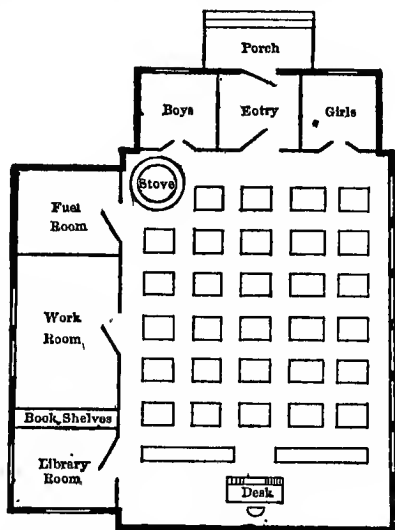 Porch
Boys
Entry
Girls
Stove
Fuel
Room
Work
Room
Book Shelves
Library
Room
Desk